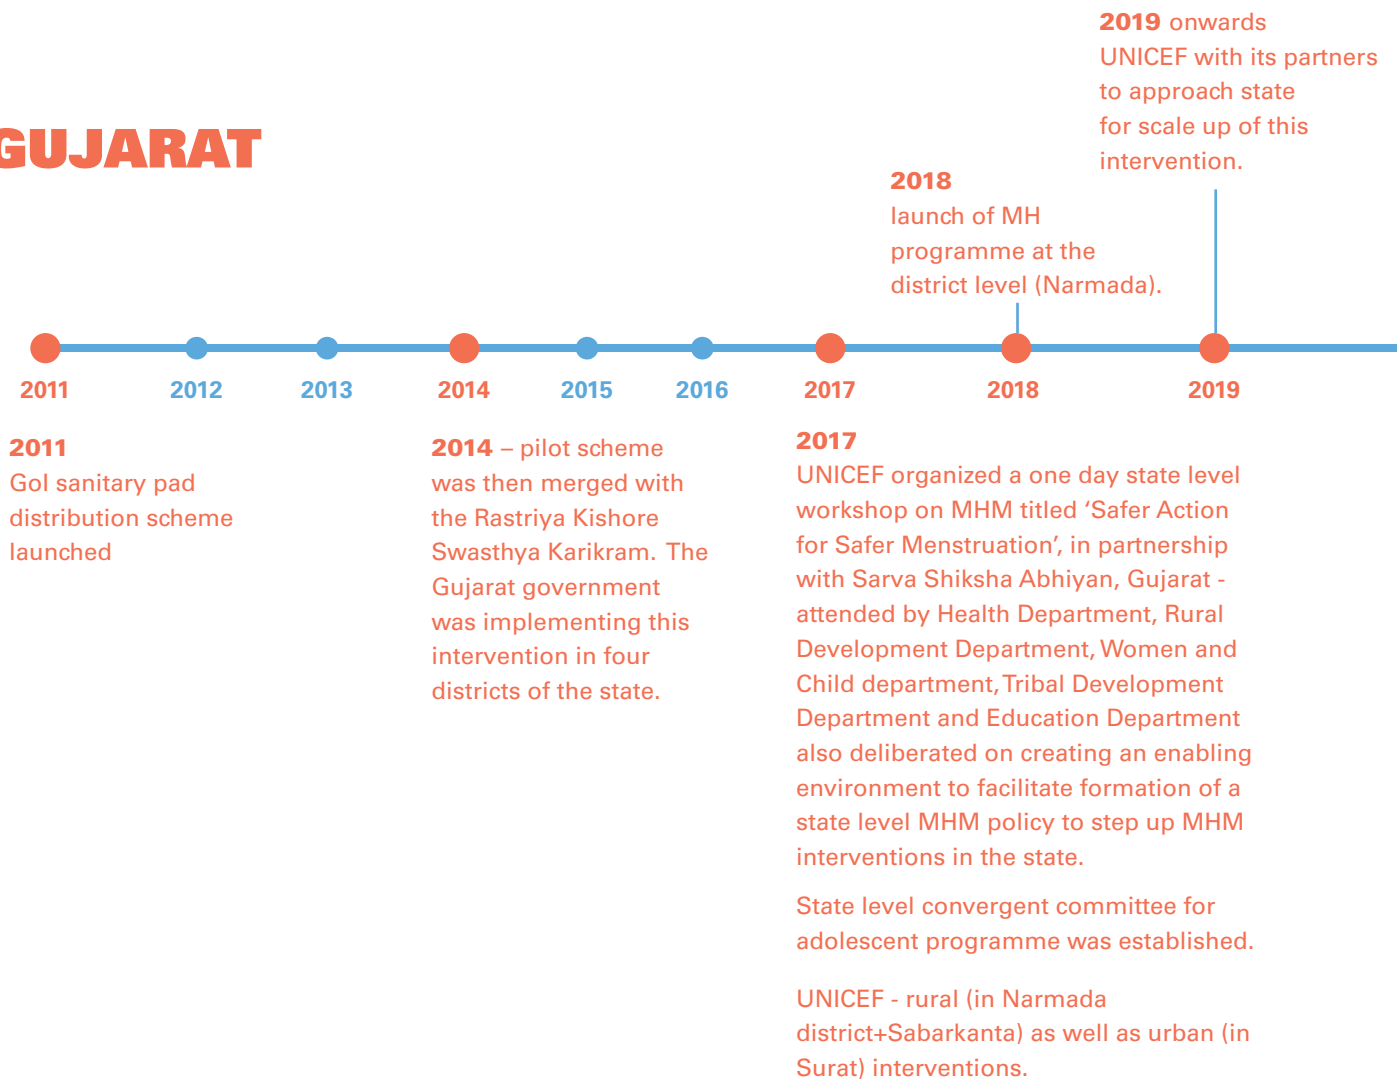 GUJARAT
2019 onwards
UNICEF with its partners
to approach state
for scale up of this
intervention.
2018
launch of MH
programme at the
district level (Narmada).
2011
2012
2013
2014
2015
2016
2017
2018
2019
2011
GoI sanitary pad
distribution scheme
launched
2014 – pilot scheme
was then merged with
the Rastriya Kishore
Swasthya Karikram. The
Gujarat government
was implementing this
intervention in four
districts of the state.
2017
UNICEF organized a one day state level
workshop on MHM titled ‘Safer Action
for Safer Menstruation’, in partnership
with Sarva Shiksha Abhiyan, Gujarat -
attended by Health Department, Rural
Development Department, Women and
Child department, Tribal Development
Department and Education Department
also deliberated on creating an enabling
environment to facilitate formation of a
state level MHM policy to step up MHM
interventions in the state.
State level convergent committee for
adolescent programme was established.
UNICEF - rural (in Narmada
district+Sabarkanta) as well as urban (in
Surat) interventions.